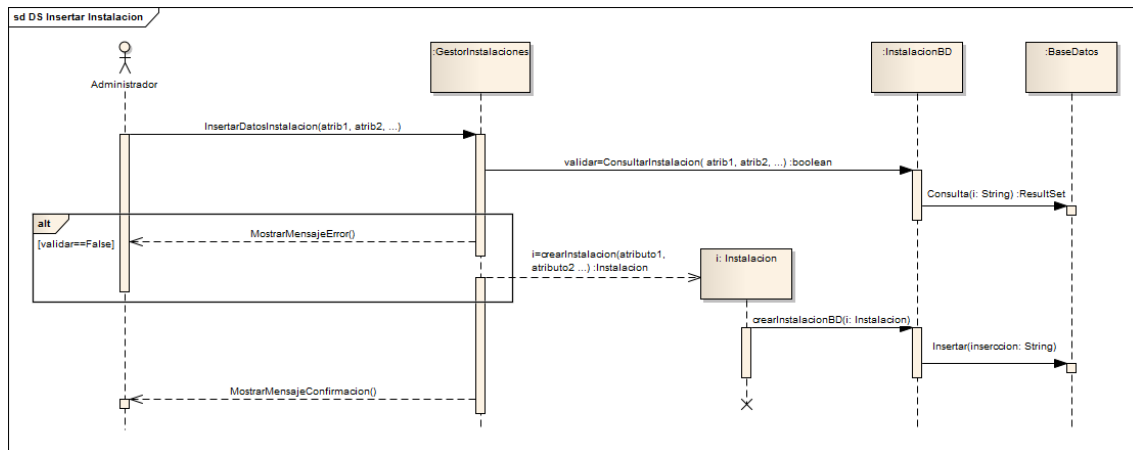 sd DS Insertar Instalacion
Administrador
:GestorInstalaciones
:InstalacionBD
:BaseDatos
InsertarDatosInstalacion(atrib1, atrib2, ...)
validar=ConsultarInstalacion( atrib1, atrib2, ...) :boolean
Consulta(i: String) :ResultSet
alt
[validar==False]
MostrarMensajeError()
i=crearInstalacion(atributo1,
atributo2 ...) :Instalacion
i: Instalacion
crearInstalacionBD(i: Instalacion)
Insertar(inserccion: String)
MostrarMensajeConfirmacion()